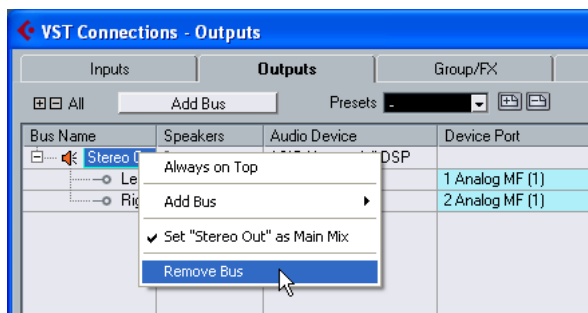 VST Connections - Outputs
Inputs Outputs Group/FX
All Add Bus Presets -
Bus Name Speakers Audio Device Device Port
Stereo DSP
1 Analog MF (1)
2 Analog MF (1)
Always on Top
Add Bus
Set "Stereo Out" as Main Mix
Remove Bus